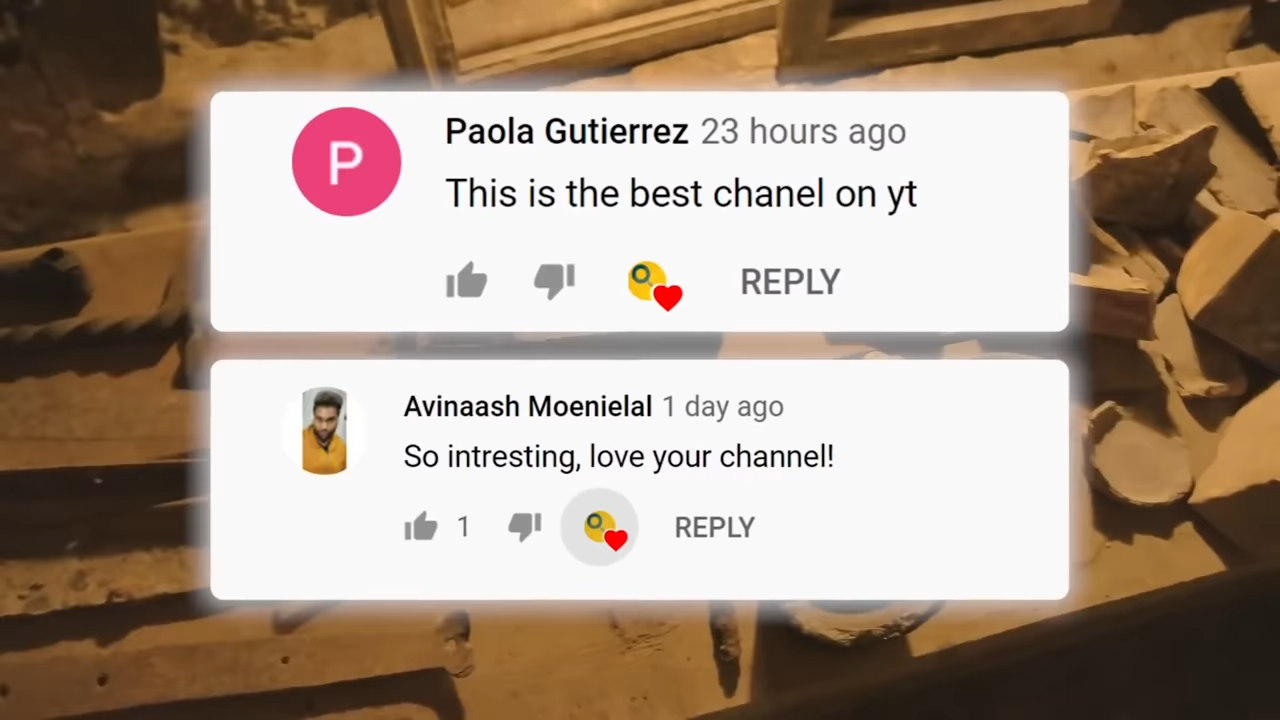 P
Paola Gutierrez 23 hours ago
This is the best chanel on yt
REPLY
Avinaash Moenielal 1 day ago
So intresting, love your channel!
1
REPLY